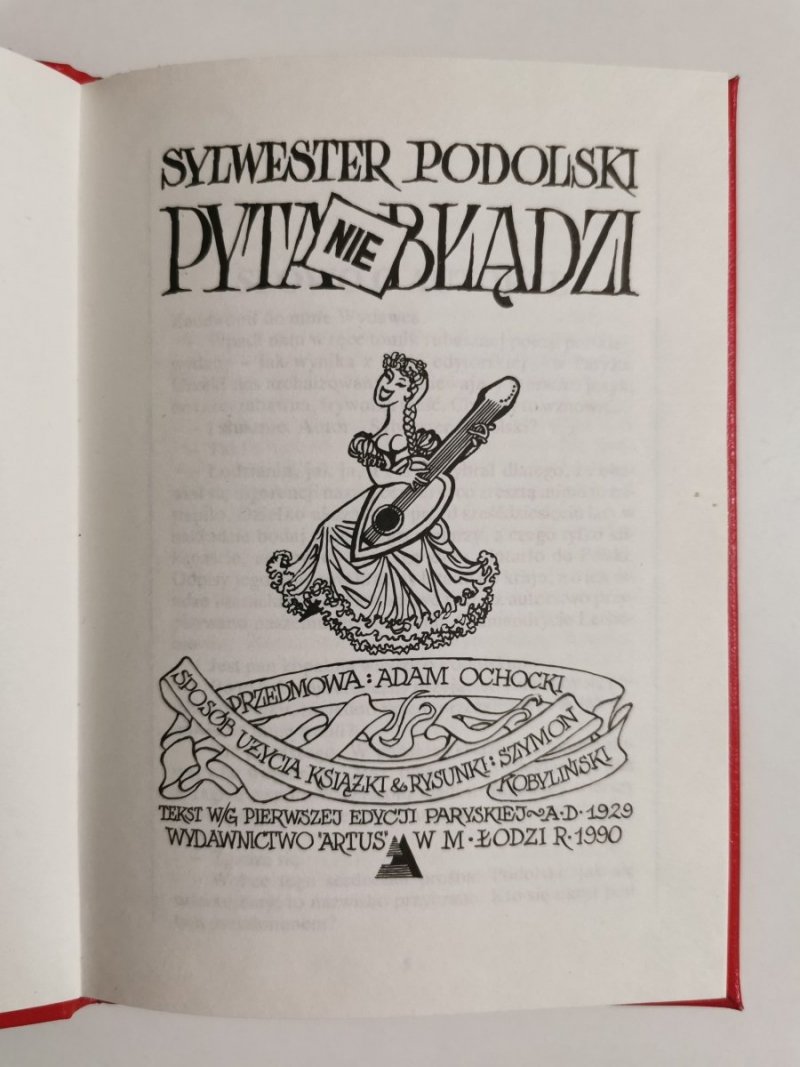 SYLWESTER PODOLSKI
PYTA NIE BŁĄDZI
PRZEDMOWA: ADAM OCHOCKI
SPOSÓB UŻYCIA KSIĄŻKI & RYSUNKI: SZYMON
KOBYLIŃSKI
TEKST W/G PIERWSZEJ EDYCJI PARYSKIEJ~A.D.1929
WYDAWNICTWO "ARTUS" W M·ŁODZI R·1990